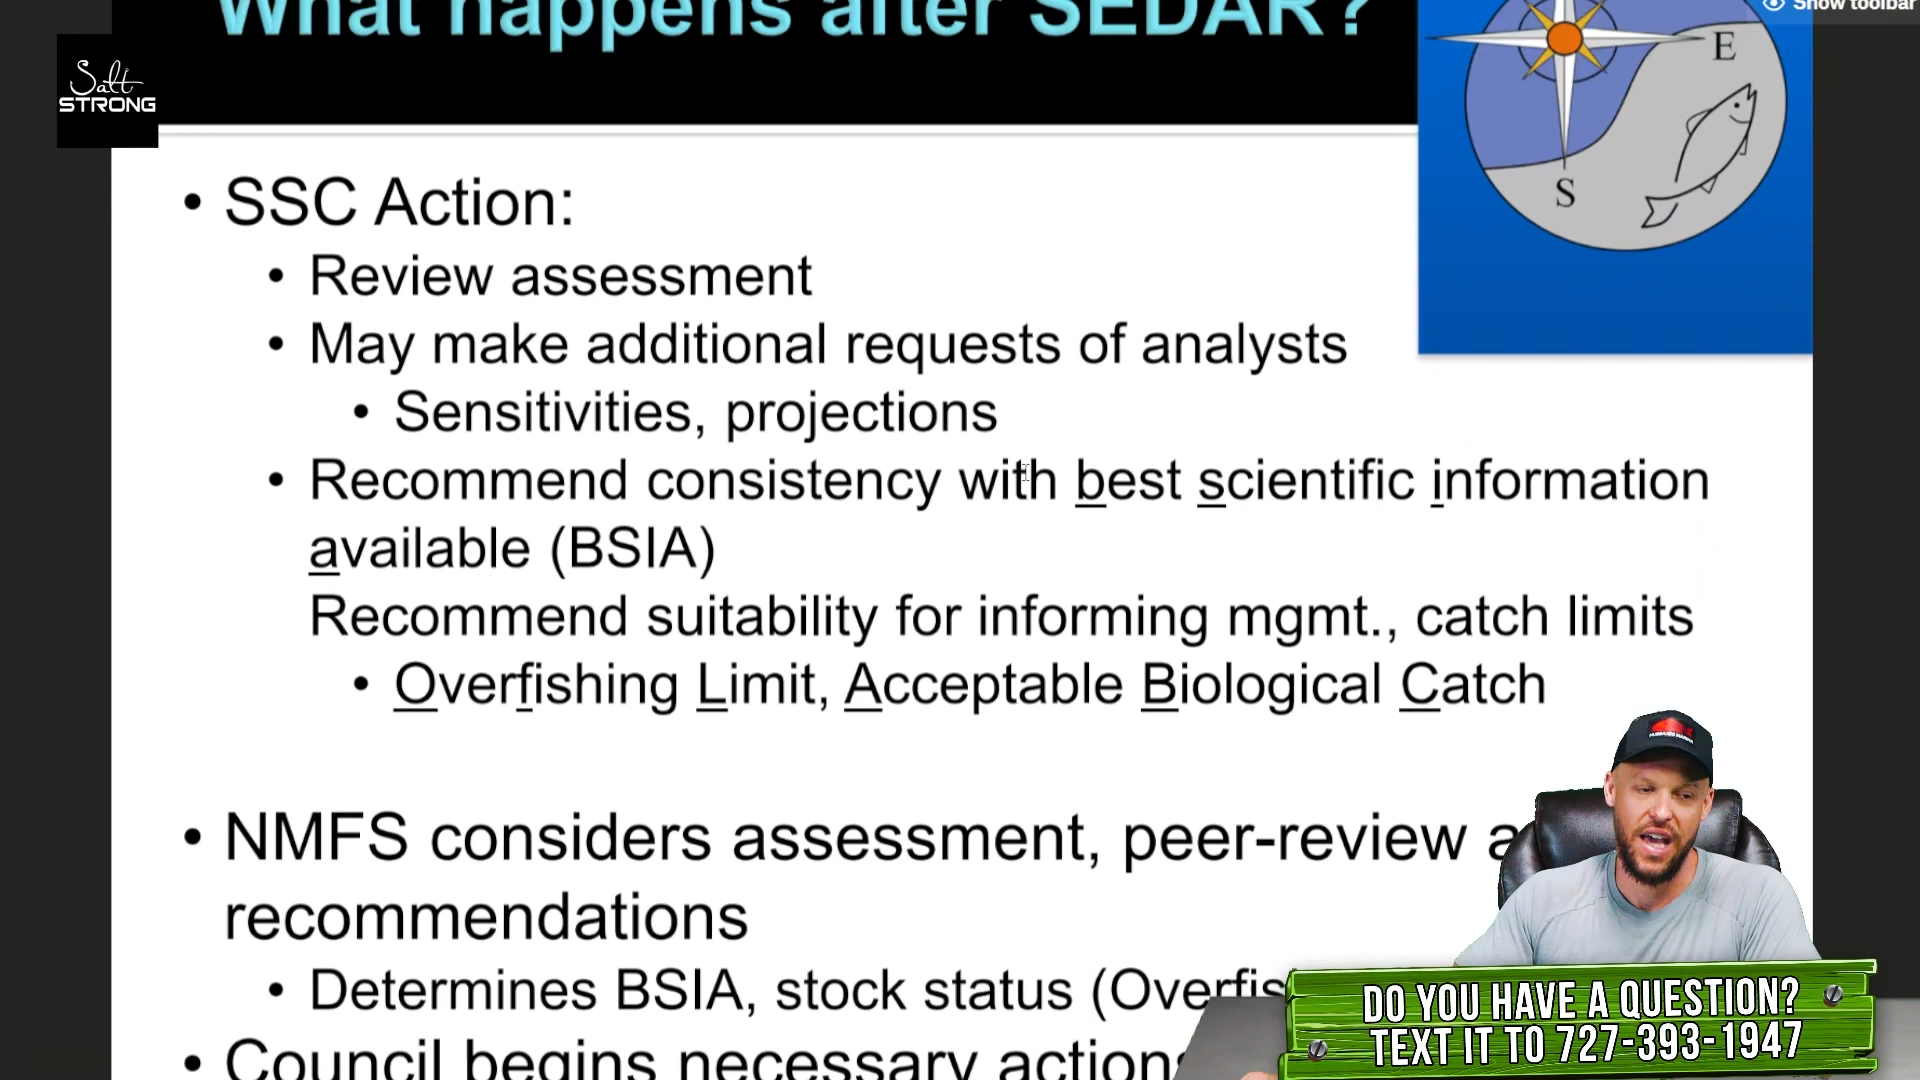 What happens after SEDAR?
Show toolbar
Salt
STRONG
E
S
• SSC Action:
• Review assessment
• May make additional requests of analysts
• Sensitivities, projections
• Recommend consistency with best scientific information
available (BSIA)
Recommend suitability for informing mgmt., catch limits
• Overfishing Limit, Acceptable Biological Catch
• NMFS considers assessment, peer-review
recommendations
• Determines BSIA, stock status
• Council begins necessary
DO YOU HAVE A QUESTION?
TEXT IT TO 727-393-1947